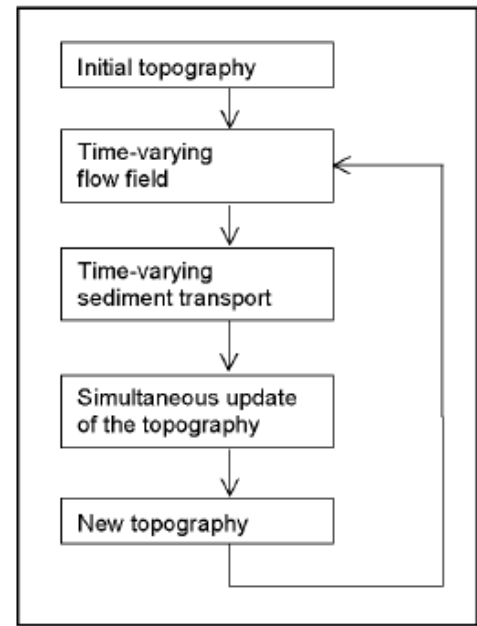 Initial topography
Time-varying
flow field
Time-varying
sediment transport
Simultaneous update
of the topography
New topography